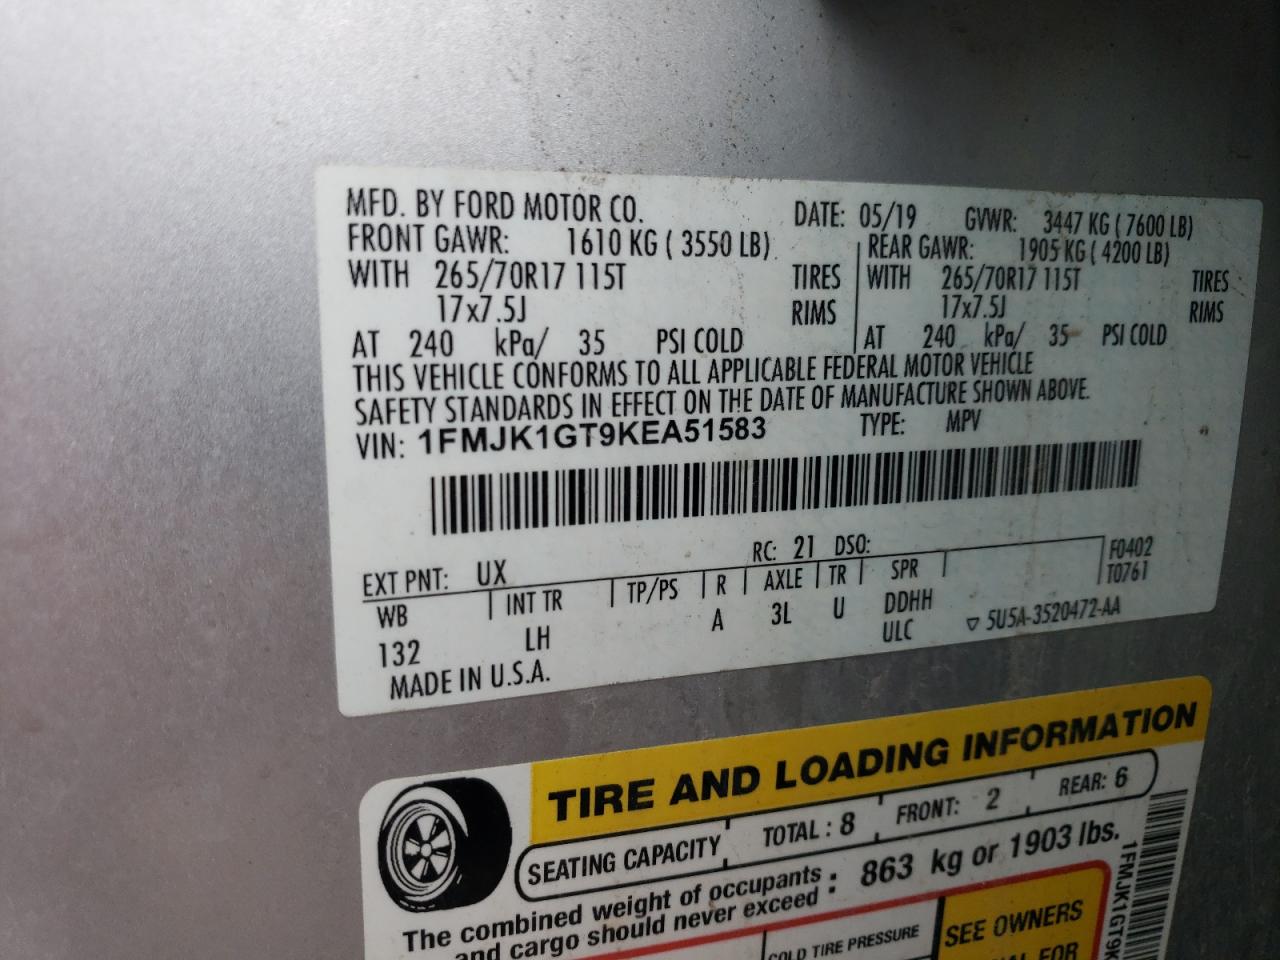 MFD. BY FORD MOTOR CO. DATE: 05/19 GVWR: 3447 KG ( 7600 LB)
FRONT GAWR: 1610 KG ( 3550 LB) REAR GAWR: 1905 KG ( 4200 LB)
WITH 265/70R17 115T TIRES WITH 265/70R17 115T TIRES
17x7.5J RIMS 17x7.5J RIMS
AT 240 kPa/ 35 PSI COLD AT 240 kPa/ 35 PSI COLD
THIS VEHICLE CONFORMS TO ALL APPLICABLE FEDERAL MOTOR VEHICLE
SAFETY STANDARDS IN EFFECT ON THE DATE OF MANUFACTURE SHOWN ABOVE.
VIN: 1FMJK1GT9KEA51583 TYPE: MPV
EXT PNT: UX RC: 21 DSO: F0402
WB INT TR TP/PS R AXLE TR SPR T0761
132 LH A 3L U DDHH
ULC 5U5A-3520472-AA
MADE IN U.S.A.
TIRE AND LOADING INFORMATION
SEATING CAPACITY TOTAL : 8 FRONT: 2 REAR: 6
The combined weight of occupants : 863 kg or 1903 lbs.
and cargo should never exceed :
COLD TIRE PRESSURE SEE OWNERS
FOR
1FMJK1GT9K